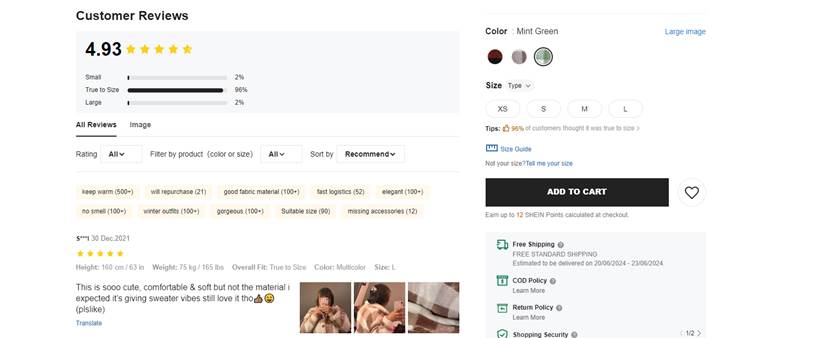 Customer Reviews
4.93
Small 2%
True to Size 96%
Large 2%
All Reviews Image
Rating All Filter by product (color or size) All Sort by Recommend
keep warm (500+) will repurchase (21) good fabric material (100+) fast logistics (52) elegant (100+)
no smell (100+) winter outfits (100+) gorgeous (100+) Suitable size (90) missing accessories (12)
s***l 30 Dec,2021
Height: 160 cm / 63 in Weight: 75 kg / 165 lbs Overall Fit: True to Size Color: Multicolor Size: L
This is sooo cute, comfortable & soft but not the material i
expected it's giving sweater vibes still love it tho👍🏾😍
(plslike)
Translate
Color : Mint Green Large image
Size Type
XS S M L
Tips: 96% of customers thought it was true to size >
Size Guide
Not your size? Tell me your size
ADD TO CART
Earn up to 12 SHEIN Points calculated at checkout.
Free Shipping ?
FREE STANDARD SHIPPING
Estimated to be delivered on 20/06/2024 - 23/06/2024
COD Policy ?
Learn More
Return Policy ?
Learn More
Shopping Security ? < 1/2 >